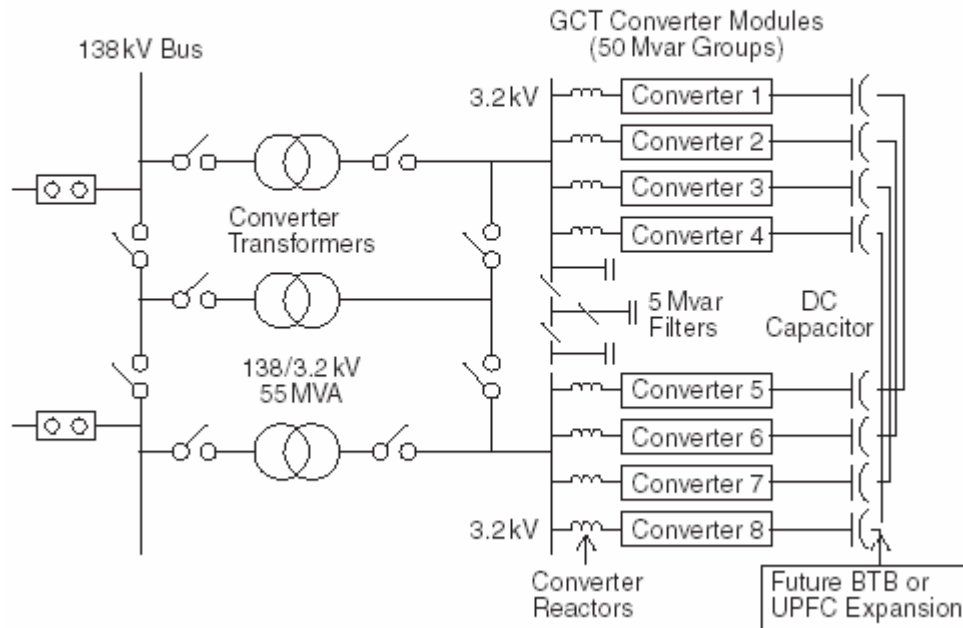 GCT Converter Modules
(50 Mvar Groups)
138 kV Bus
3.2 kV
Converter 1
Converter 2
Converter 3
Converter 4
Converter
Transformers
5 Mvar
Filters
DC
Capacitor
138/3.2 kV
55 MVA
Converter 5
Converter 6
Converter 7
Converter 8
3.2 kV
Converter
Reactors
Future BTB or
UPFC Expansion